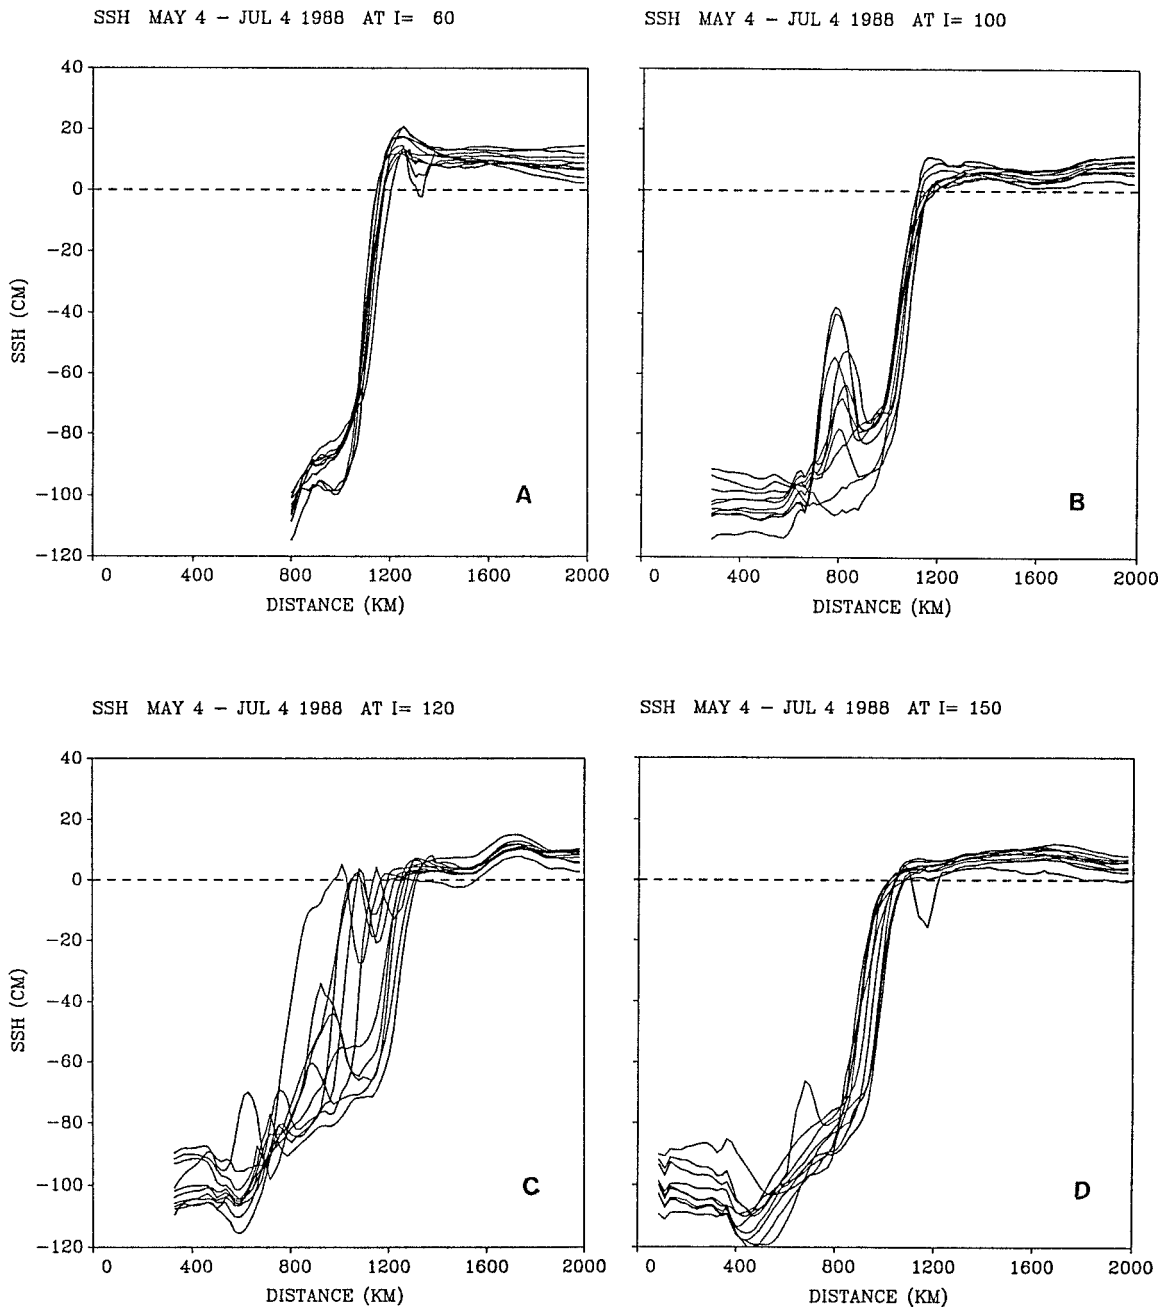 SSH MAY 4 – JUL 4 1988 AT I= 60
SSH MAY 4 – JUL 4 1988 AT I= 100
40
20
0
−20
−40
−60
−80
−100
−120
SSH (CM)
A
B
0 400 800 1200 1600 2000
DISTANCE (KM)
0 400 800 1200 1600 2000
DISTANCE (KM)
SSH MAY 4 – JUL 4 1988 AT I= 120
SSH MAY 4 – JUL 4 1988 AT I= 150
40
20
0
−20
−40
−60
−80
−100
−120
SSH (CM)
C
D
0 400 800 1200 1600 2000
DISTANCE (KM)
0 400 800 1200 1600 2000
DISTANCE (KM)